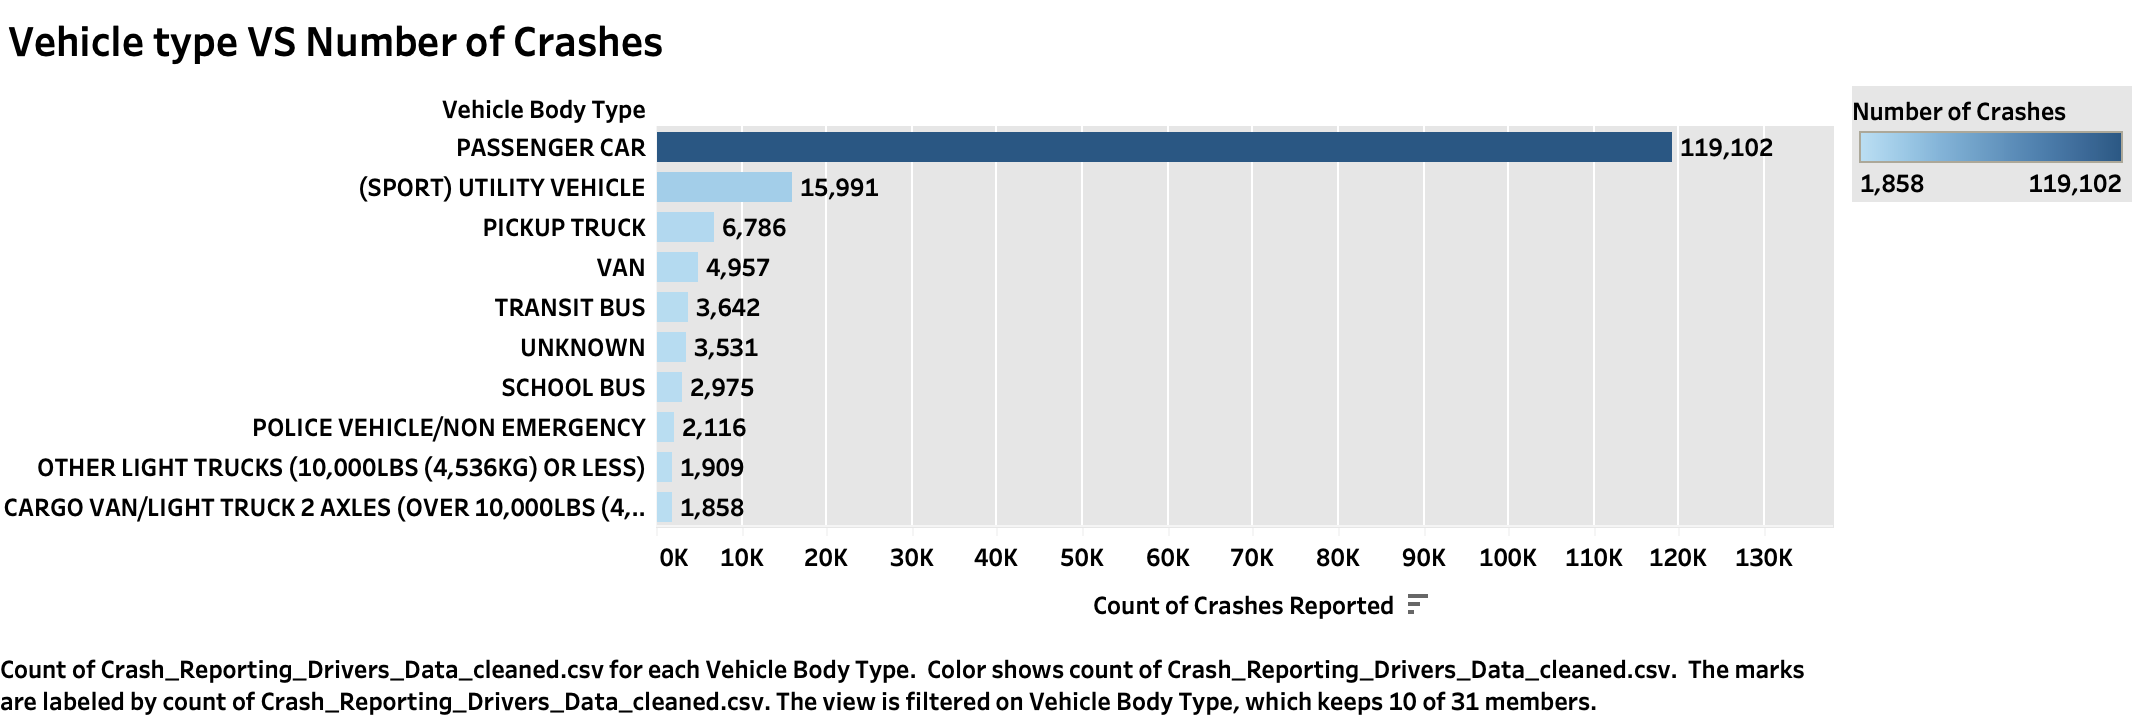 Vehicle type VS Number of Crashes
Vehicle Body Type
PASSENGER CAR 119,102
(SPORT) UTILITY VEHICLE 15,991
PICKUP TRUCK 6,786
VAN 4,957
TRANSIT BUS 3,642
UNKNOWN 3,531
SCHOOL BUS 2,975
POLICE VEHICLE/NON EMERGENCY 2,116
OTHER LIGHT TRUCKS (10,000LBS (4,536KG) OR LESS) 1,909
CARGO VAN/LIGHT TRUCK 2 AXLES (OVER 10,000LBS (4,... 1,858
0K 10K 20K 30K 40K 50K 60K 70K 80K 90K 100K 110K 120K 130K
Count of Crashes Reported
Number of Crashes
1,858 119,102
Count of Crash_Reporting_Drivers_Data_cleaned.csv for each Vehicle Body Type.  Color shows count of Crash_Reporting_Drivers_Data_cleaned.csv.  The marks
are labeled by count of Crash_Reporting_Drivers_Data_cleaned.csv. The view is filtered on Vehicle Body Type, which keeps 10 of 31 members.